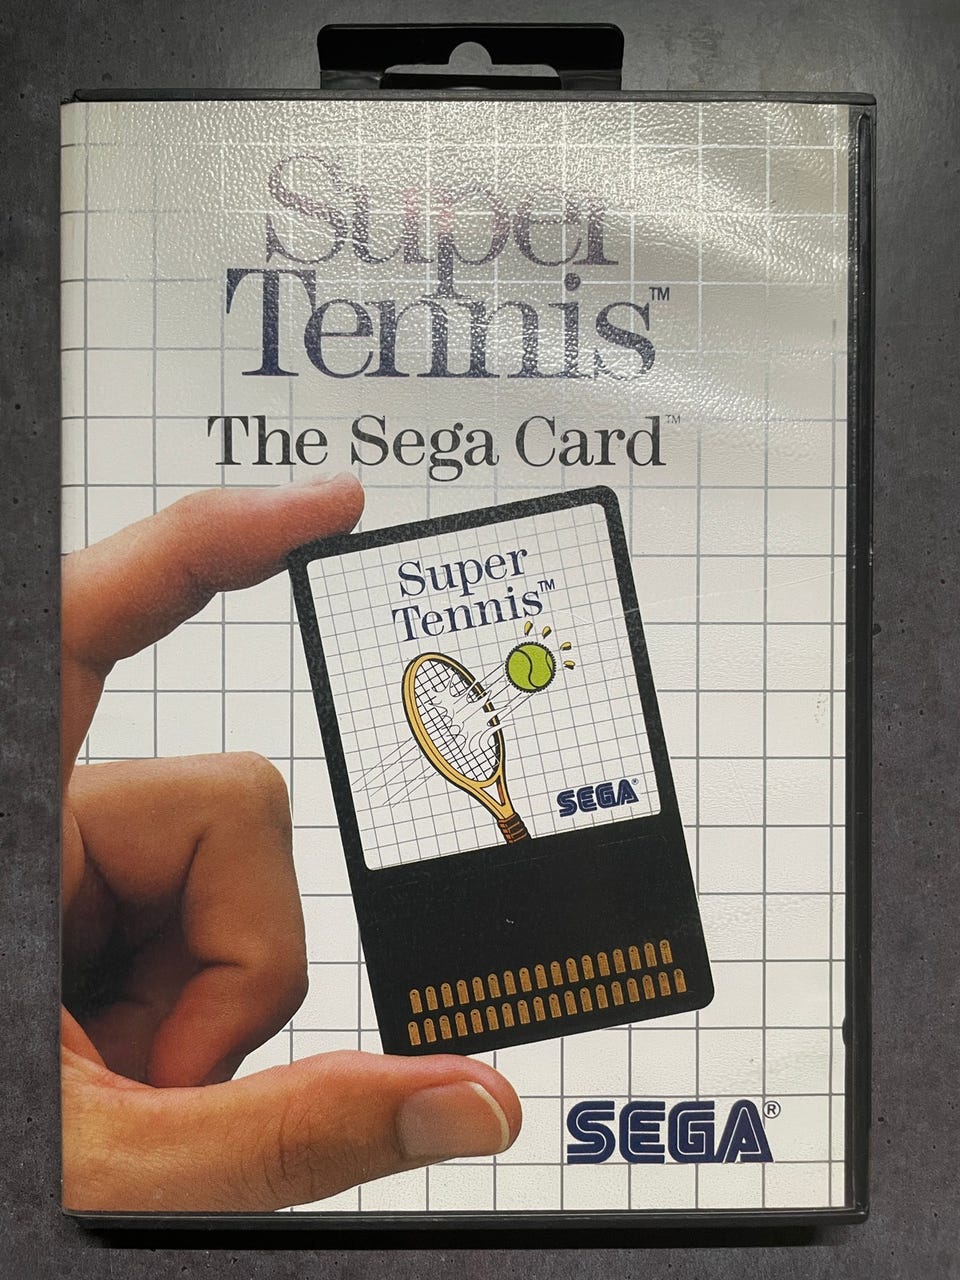 Super
Tennis™
The Sega Card™
Super
Tennis™
SEGA®
SEGA®